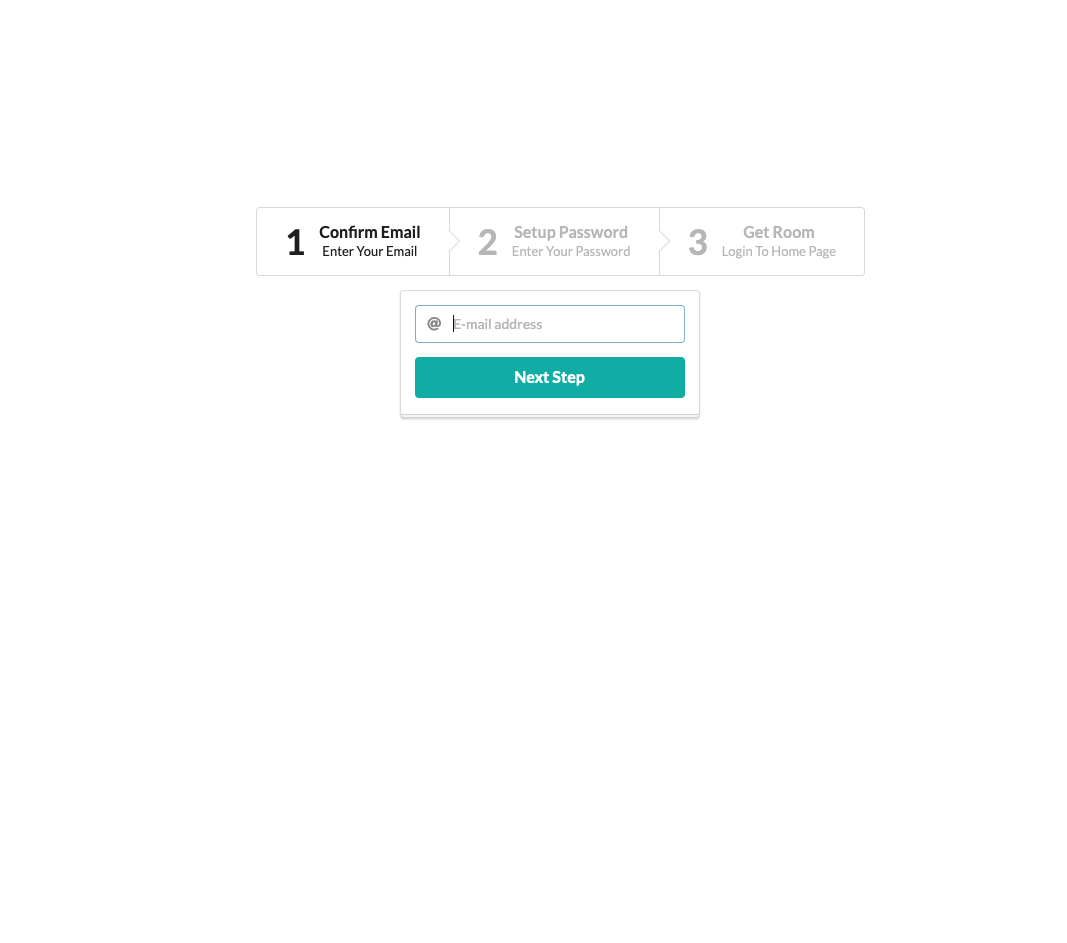 1
Confirm Email
Enter Your Email
2
Setup Password
Enter Your Password
3
Get Room
Login To Home Page
@ E-mail address
Next Step